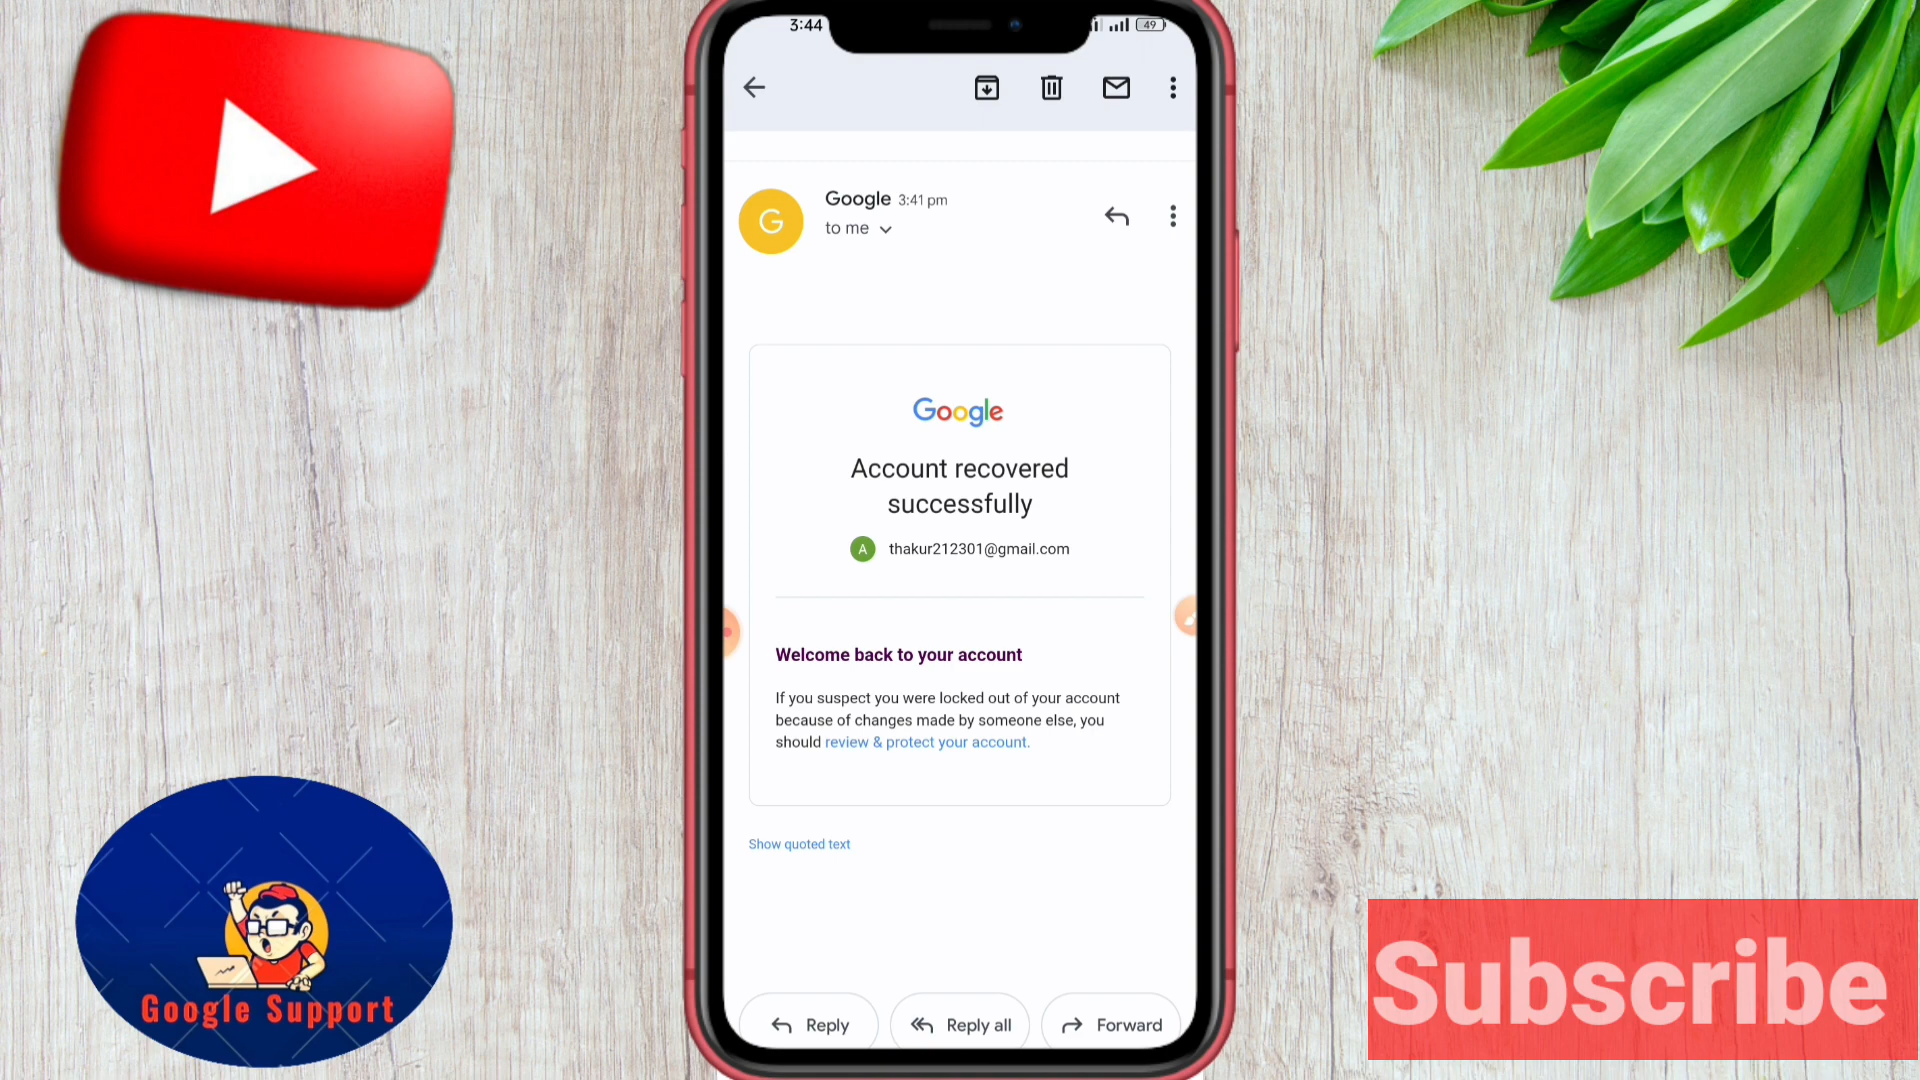 3:44
49
Google 3:41 pm
to me
G
Google
Account recovered
successfully
A thakur212301@gmail.com
Welcome back to your account
If you suspect you were locked out of your account
because of changes made by someone else, you
should review & protect your account.
Show quoted text
Reply
Reply all
Forward
Google Support
Subscribe